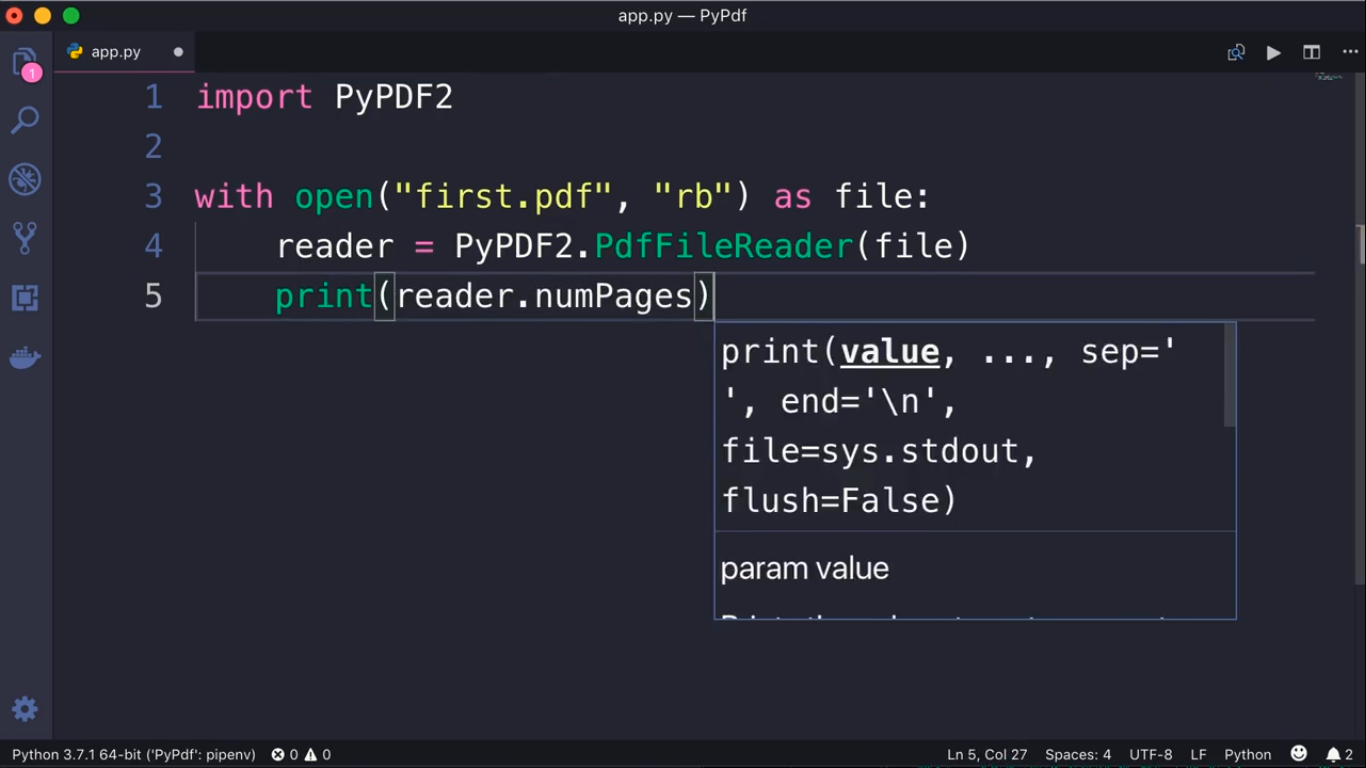 app.py — PyPdf
app.py
1
1 import PyPDF2
2
3 with open("first.pdf", "rb") as file:
4     reader = PyPDF2.PdfFileReader(file)
5     print(reader.numPages)
print(value, ..., sep='
', end='\n',
file=sys.stdout,
flush=False)
param value
Python 3.7.1 64-bit ('PyPdf': pipenv) 0 0 Ln 5, Col 27 Spaces: 4 UTF-8 LF Python 2